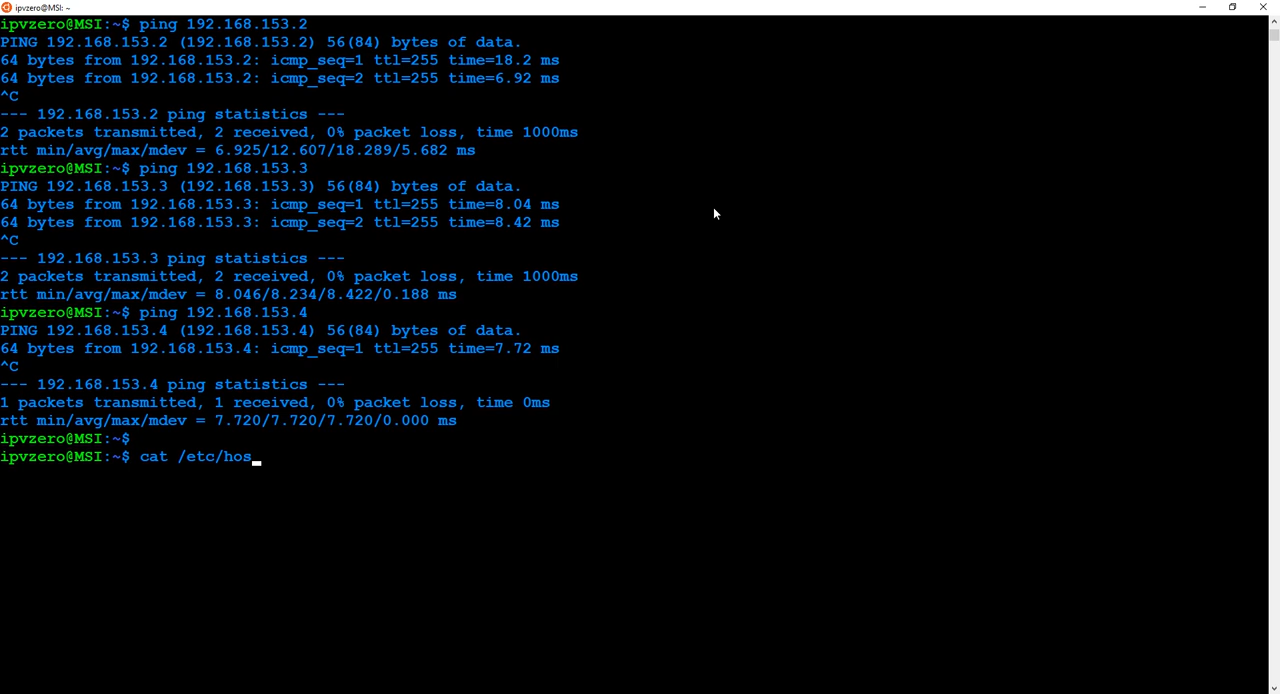 ipvzero@MSI: ~
ipvzero@MSI:~$ ping 192.168.153.2
PING 192.168.153.2 (192.168.153.2) 56(84) bytes of data.
64 bytes from 192.168.153.2: icmp_seq=1 ttl=255 time=18.2 ms
64 bytes from 192.168.153.2: icmp_seq=2 ttl=255 time=6.92 ms
^C
--- 192.168.153.2 ping statistics ---
2 packets transmitted, 2 received, 0% packet loss, time 1000ms
rtt min/avg/max/mdev = 6.925/12.607/18.289/5.682 ms
ipvzero@MSI:~$ ping 192.168.153.3
PING 192.168.153.3 (192.168.153.3) 56(84) bytes of data.
64 bytes from 192.168.153.3: icmp_seq=1 ttl=255 time=8.04 ms
64 bytes from 192.168.153.3: icmp_seq=2 ttl=255 time=8.42 ms
^C
--- 192.168.153.3 ping statistics ---
2 packets transmitted, 2 received, 0% packet loss, time 1000ms
rtt min/avg/max/mdev = 8.046/8.234/8.422/0.188 ms
ipvzero@MSI:~$ ping 192.168.153.4
PING 192.168.153.4 (192.168.153.4) 56(84) bytes of data.
64 bytes from 192.168.153.4: icmp_seq=1 ttl=255 time=7.72 ms
^C
--- 192.168.153.4 ping statistics ---
1 packets transmitted, 1 received, 0% packet loss, time 0ms
rtt min/avg/max/mdev = 7.720/7.720/7.720/0.000 ms
ipvzero@MSI:~$
ipvzero@MSI:~$ cat /etc/hos